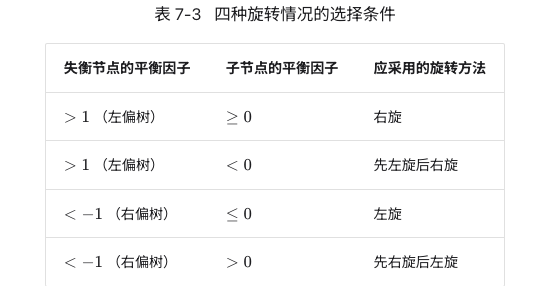 表 7-3 四种旋转情况的选择条件
失衡节点的平衡因子 子节点的平衡因子 应采用的旋转方法
> 1 （左偏树） ≥ 0 右旋
> 1 （左偏树） < 0 先左旋后右旋
< −1 （右偏树） ≤ 0 左旋
< −1 （右偏树） > 0 先右旋后左旋